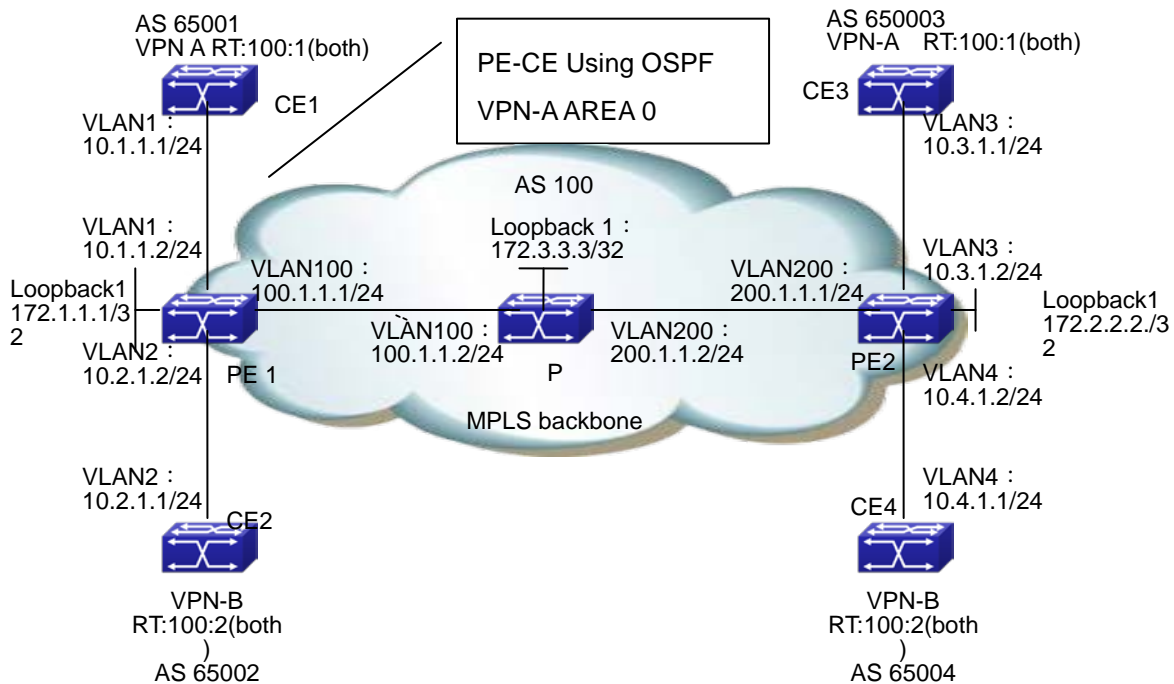 AS 65001
VPN A RT:100:1(both)
CE1
VLAN1：
10.1.1.1/24
PE-CE Using OSPF
VPN-A AREA 0
AS 650003
VPN-A RT:100:1(both)
CE3
VLAN3：
10.3.1.1/24
AS 100
Loopback 1：
172.3.3.3/32
VLAN1：
10.1.1.2/24
Loopback1
172.1.1.1/3
2
VLAN2：
10.2.1.2/24
PE 1
VLAN100：
100.1.1.1/24
VLAN100：
100.1.1.2/24
P
VLAN200：
200.1.1.1/24
VLAN200：
200.1.1.2/24
VLAN3：
10.3.1.2/24
Loopback1
172.2.2.2./3
2
PE2
VLAN4：
10.4.1.2/24
MPLS backbone
VLAN2：
10.2.1.1/24
CE2
VPN-B
RT:100:2(both
)
AS 65002
VLAN4：
10.4.1.1/24
CE4
VPN-B
RT:100:2(both
)
AS 65004